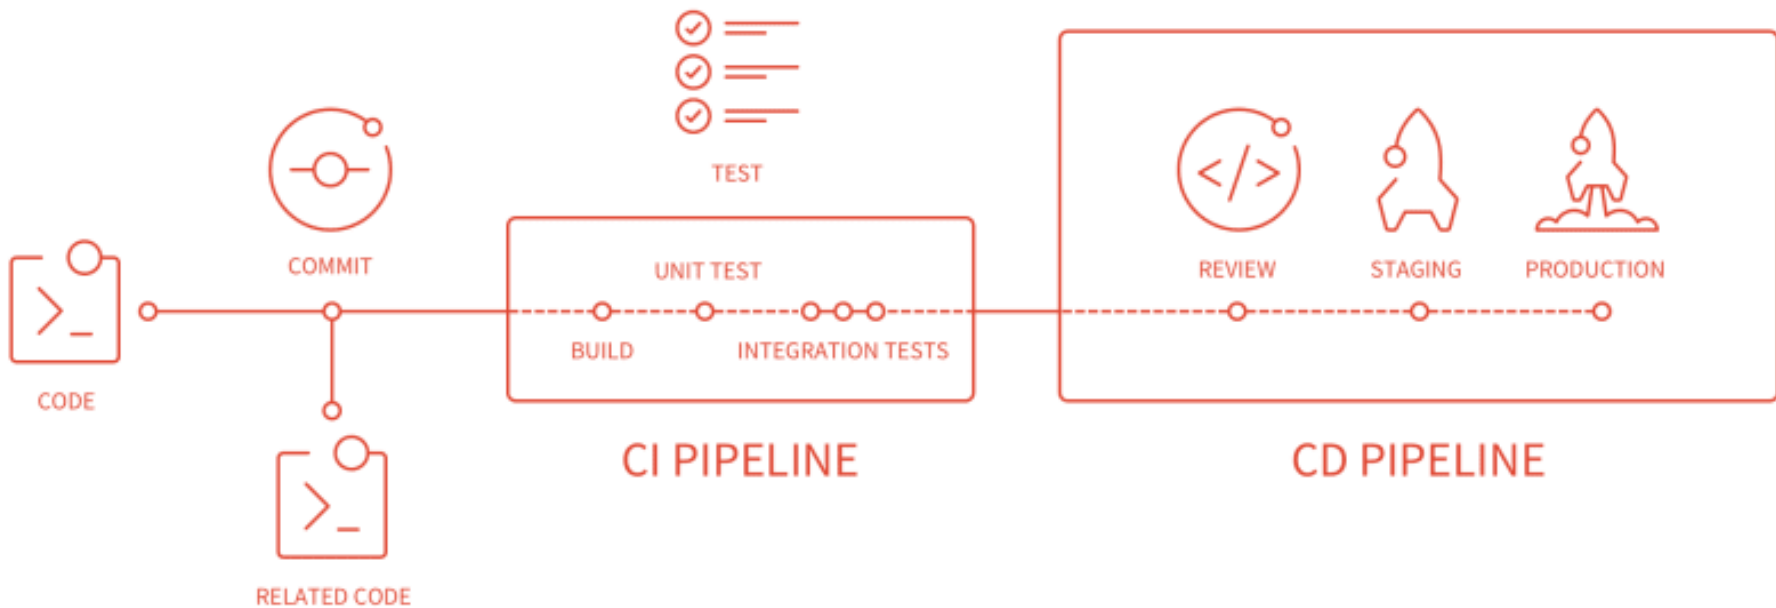 TEST
COMMIT
CODE
RELATED CODE
UNIT TEST
BUILD
INTEGRATION TESTS
CI PIPELINE
REVIEW
STAGING
PRODUCTION
CD PIPELINE